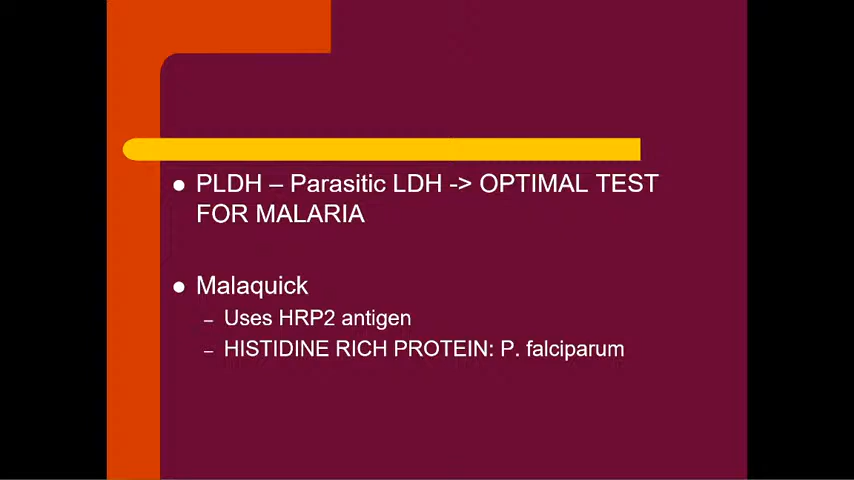 ● PLDH – Parasitic LDH -> OPTIMAL TEST
FOR MALARIA
● Malaquick
– Uses HRP2 antigen
– HISTIDINE RICH PROTEIN: P. falciparum